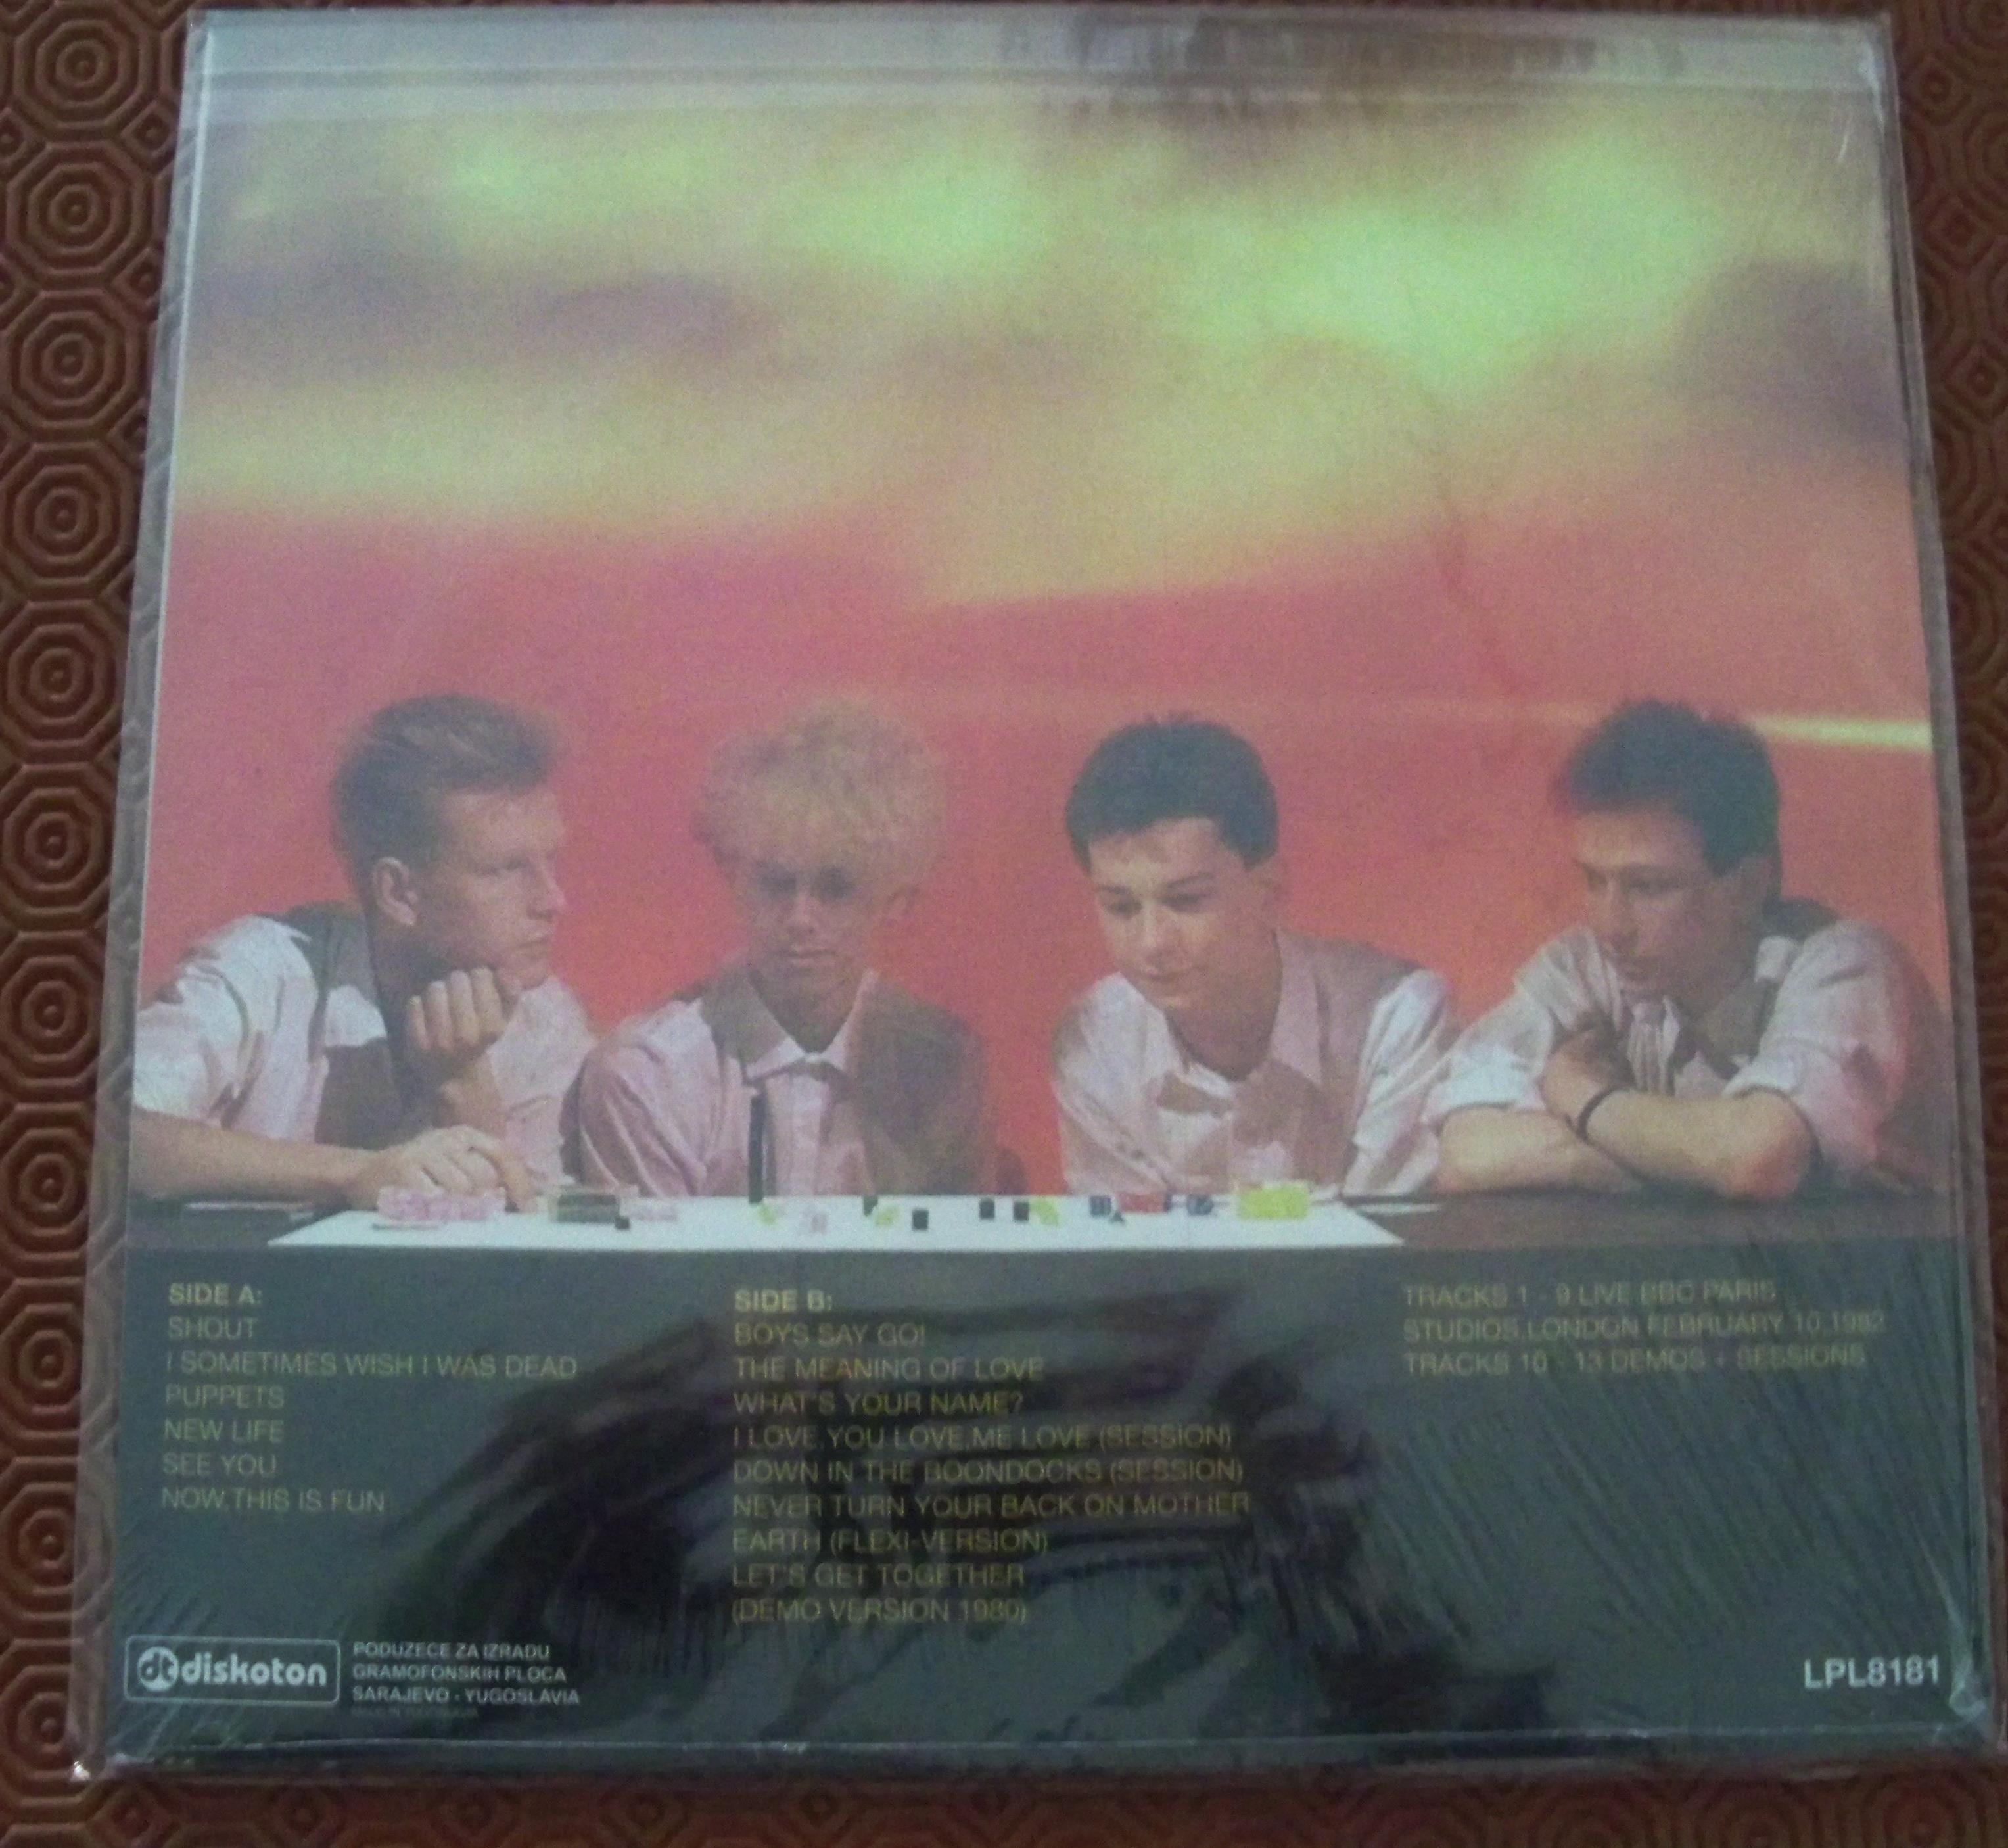 SIDE A:
SHOUT
I SOMETIMES WISH I WAS DEAD
PUPPETS
NEW LIFE
SEE YOU
NOW,THIS IS FUN
SIDE B:
BOYS SAY GO!
THE MEANING OF LOVE
WHAT'S YOUR NAME?
I LOVE YOU LOVE ME LOVE (SESSION)
DOWN IN THE BOONDOCKS (SESSION)
NEVER TURN YOUR BACK ON MOTHER
EARTH (FLEXI-VERSION)
LET'S GET TOGETHER
(DEMO VERSION 1980)
TRACKS 1 - 9 LIVE BBC PARIS
STUDIOS,LONDON FEBRUARY 10,1982
TRACKS 10 - 13 DEMOS + SESSIONS
dt diskoton
PODUZECE ZA IZRADU
GRAMOFONSKIH PLOCA
SARAJEVO - YUGOSLAVIA
LPL8181